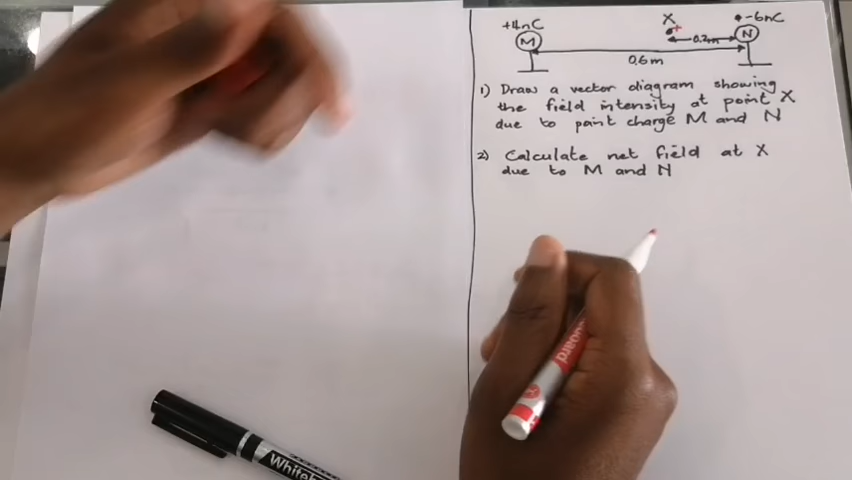 +4nC X -6nC
M + 0.2m N
0.6m
1) Draw a vector diagram showing
the field intensity at point X
due to point charge M and N
2) Calculate net field at X
due to M and N
board